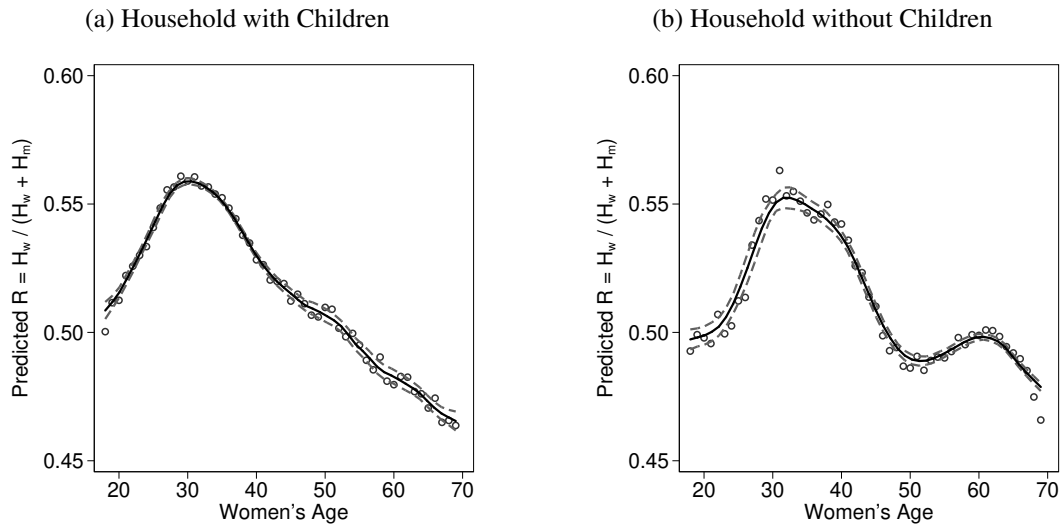 (a) Household with Children
Predicted R = H_w / (H_w + H_m)
0.60
0.55
0.50
0.45
20 30 40 50 60 70
Women's Age
(b) Household without Children
Predicted R = H_w / (H_w + H_m)
0.60
0.55
0.50
0.45
20 30 40 50 60 70
Women's Age